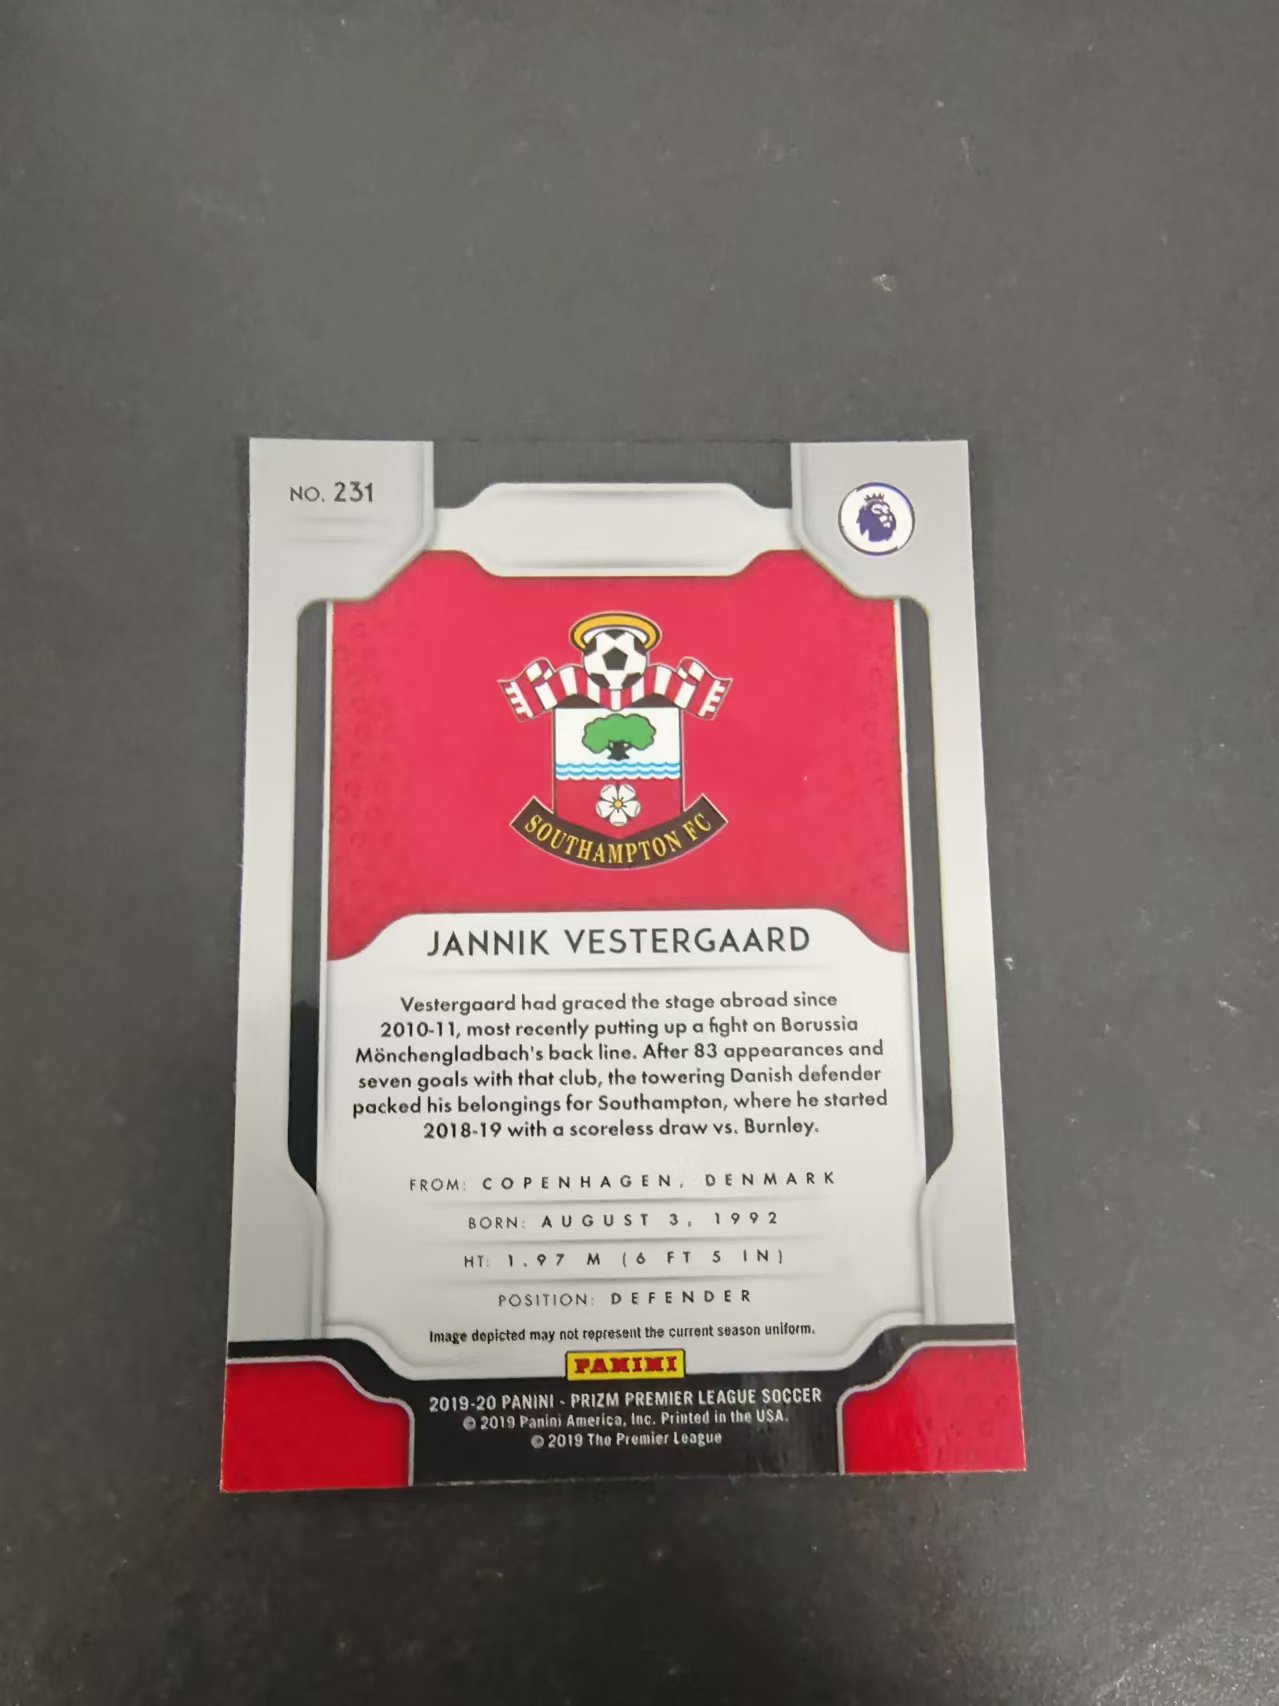 NO. 231
SOUTHAMPTON FC
JANNIK VESTERGAARD
Vestergaard had graced the stage abroad since
2010-11, most recently putting up a fight on Borussia
Mönchengladbach's back line. After 83 appearances and
seven goals with that club, the towering Danish defender
packed his belongings for Southampton, where he started
2018-19 with a scoreless draw vs. Burnley.
FROM: COPENHAGEN, DENMARK
BORN: AUGUST 3, 1992
HT: 1.97 M (6 FT 5 IN)
POSITION: DEFENDER
Image depicted may not represent the current season uniform.
PANINI
2019-20 PANINI - PRIZM PREMIER LEAGUE SOCCER
© 2019 Panini America, Inc. Printed in the USA.
© 2019 The Premier League